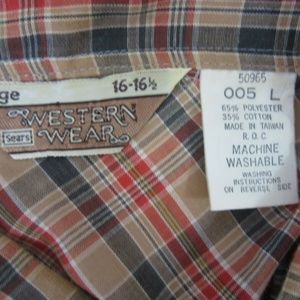 ge 16-16½
WESTERN
WEAR
Sears
50965
005 L
65% POLYESTER
35% COTTON
MADE IN TAIWAN
R.O.C.
MACHINE
WASHABLE
WASHING
INSTRUCTIONS
ON REVERSE SIDE